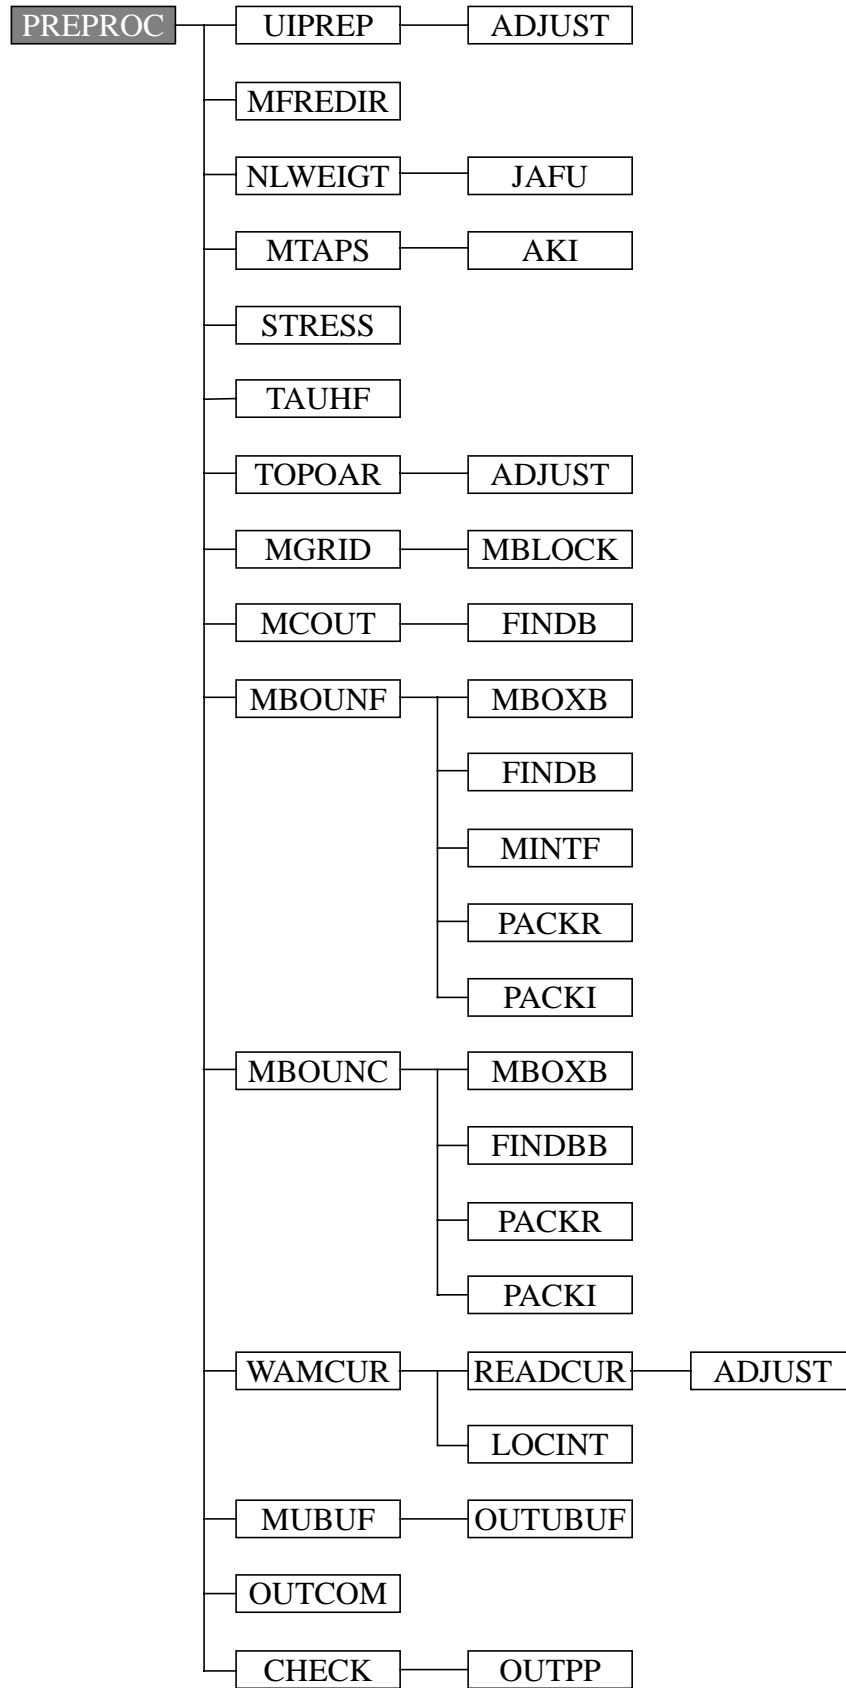 PREPROC UIPREP ADJUST
MFREDIR
NLWEIGT JAFU
MTAPS AKI
STRESS
TAUHF
TOPOAR ADJUST
MGRID MBLOCK
MCOUT FINDB
MBOUNF MBOXB
FINDB
MINTF
PACKR
PACKI
MBOUNC MBOXB
FINDBB
PACKR
PACKI
WAMCUR READCUR ADJUST
LOCINT
MUBUF OUTUBUF
OUTCOM
CHECK OUTPP